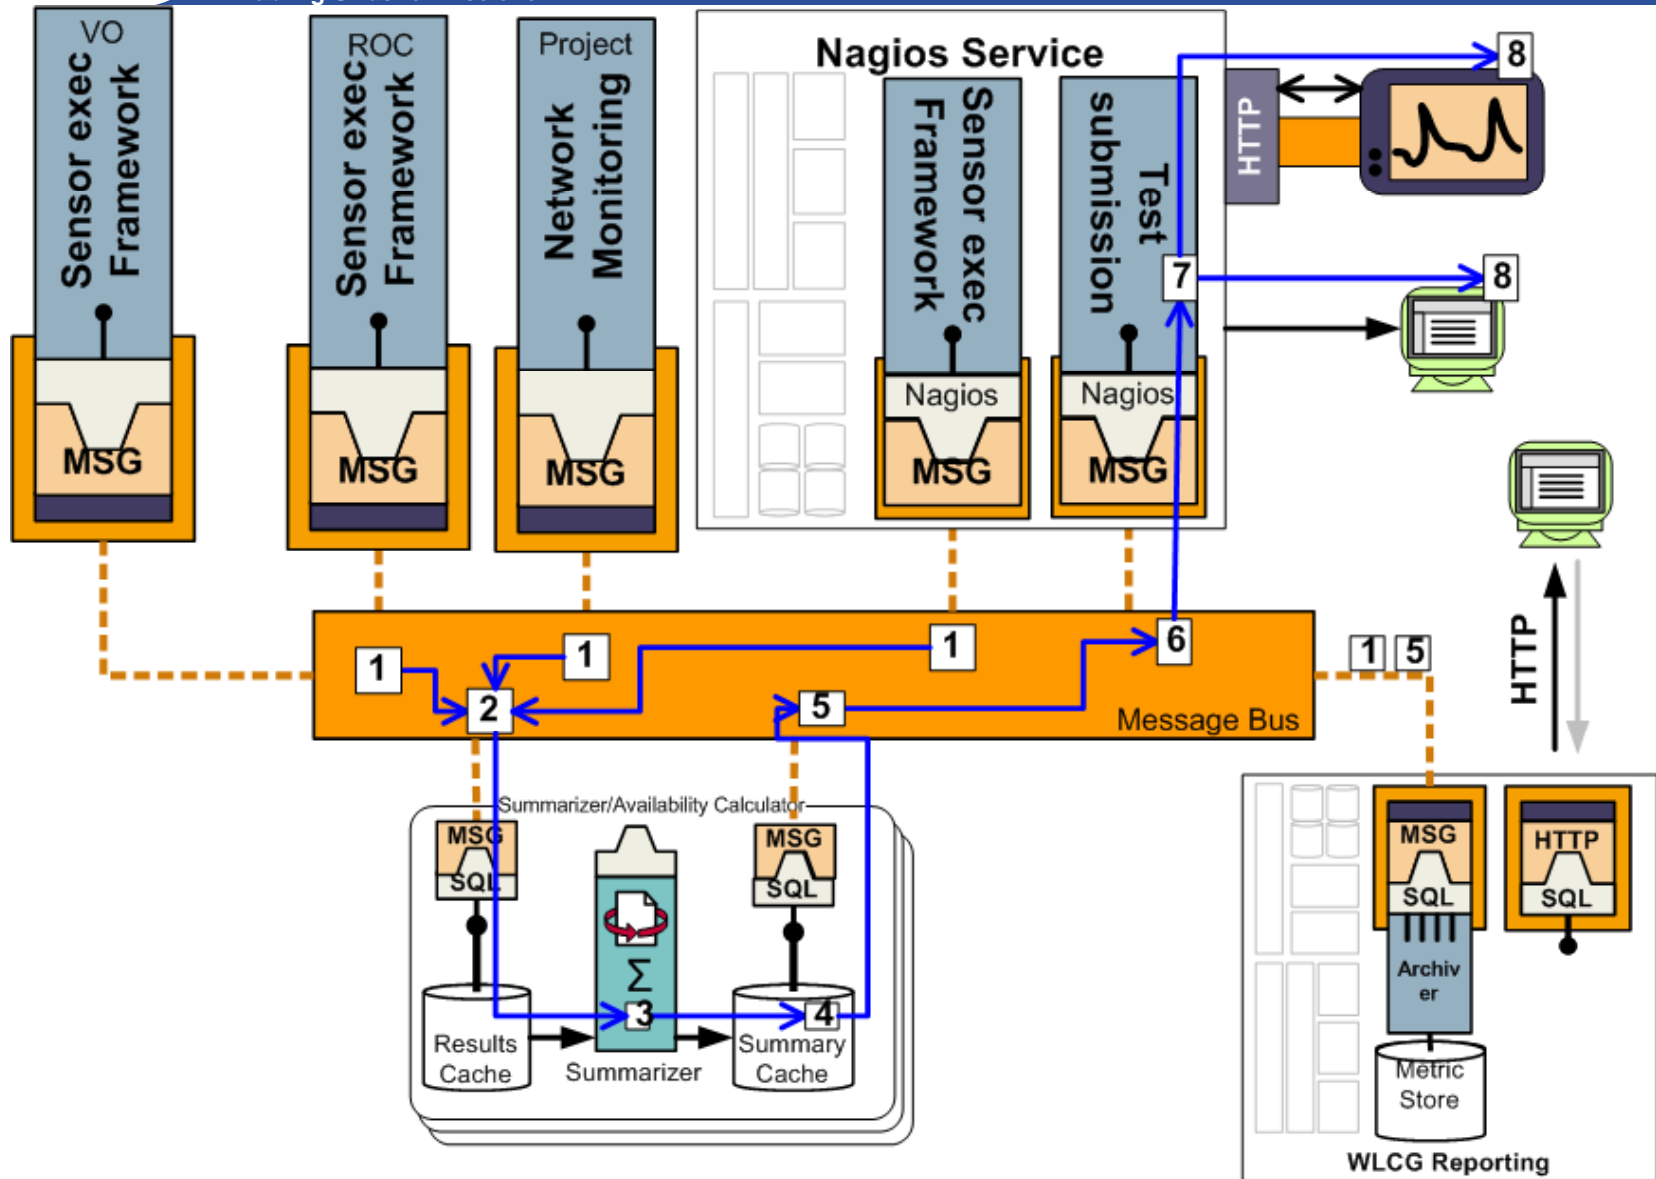 VO
Sensor exec
Framework
MSG
ROC
Sensor exec
Framework
MSG
Project
Network
Monitoring
MSG
Nagios Service
Sensor exec
Framework
Nagios
MSG
Test
submission
Nagios
MSG
7
8
8
HTTP
1
1
1
2
5
6
Message Bus
1 5
HTTP
Summarizer/Availability Calculator
MSG
SQL
MSG
SQL
Σ
3
4
Results
Cache
Summarizer
Summary
Cache
MSG
SQL
HTTP
SQL
Archiv
er
Metric
Store
WLCG Reporting